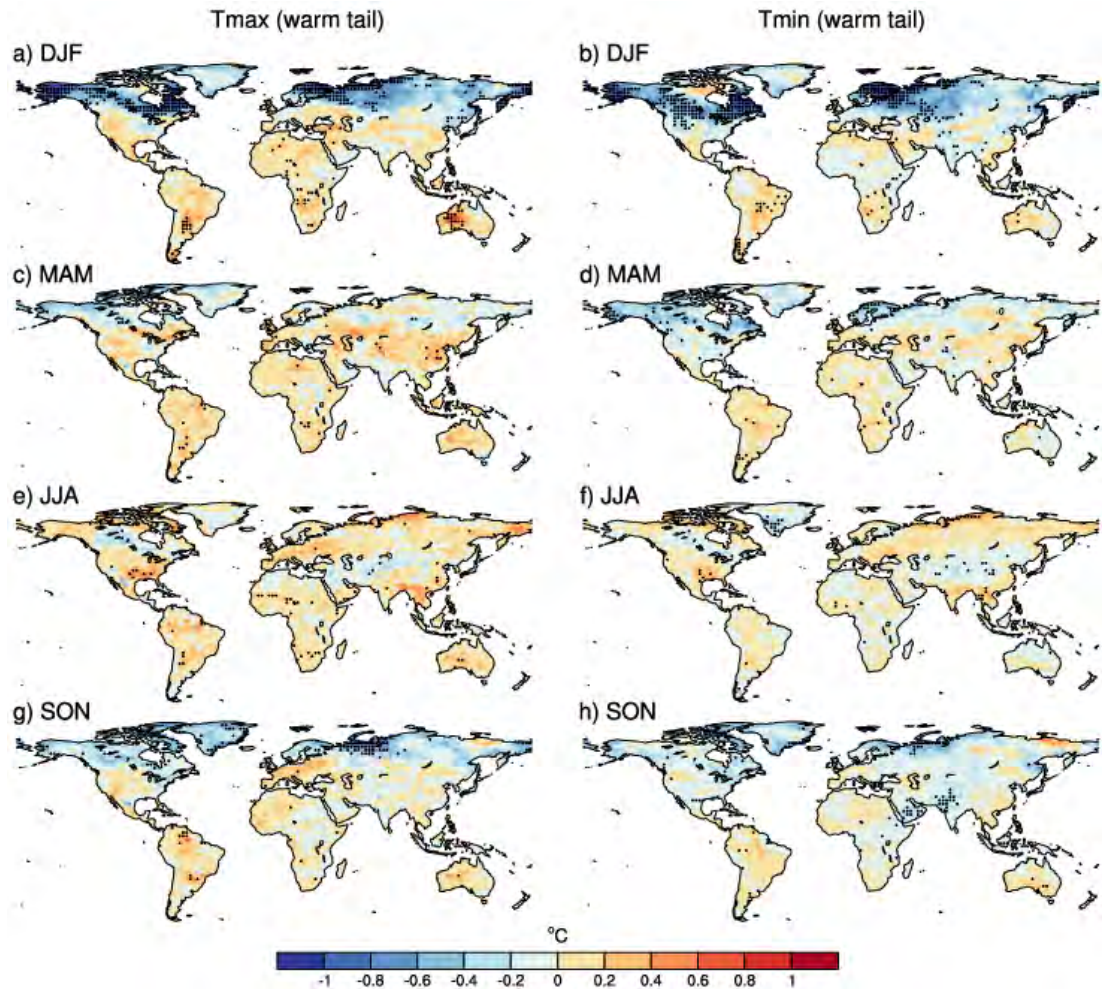 Tmax (warm tail)
Tmin (warm tail)
a) DJF
b) DJF
c) MAM
d) MAM
e) JJA
f) JJA
g) SON
h) SON
°C
-1 -0.8 -0.6 -0.4 -0.2 0 0.2 0.4 0.6 0.8 1